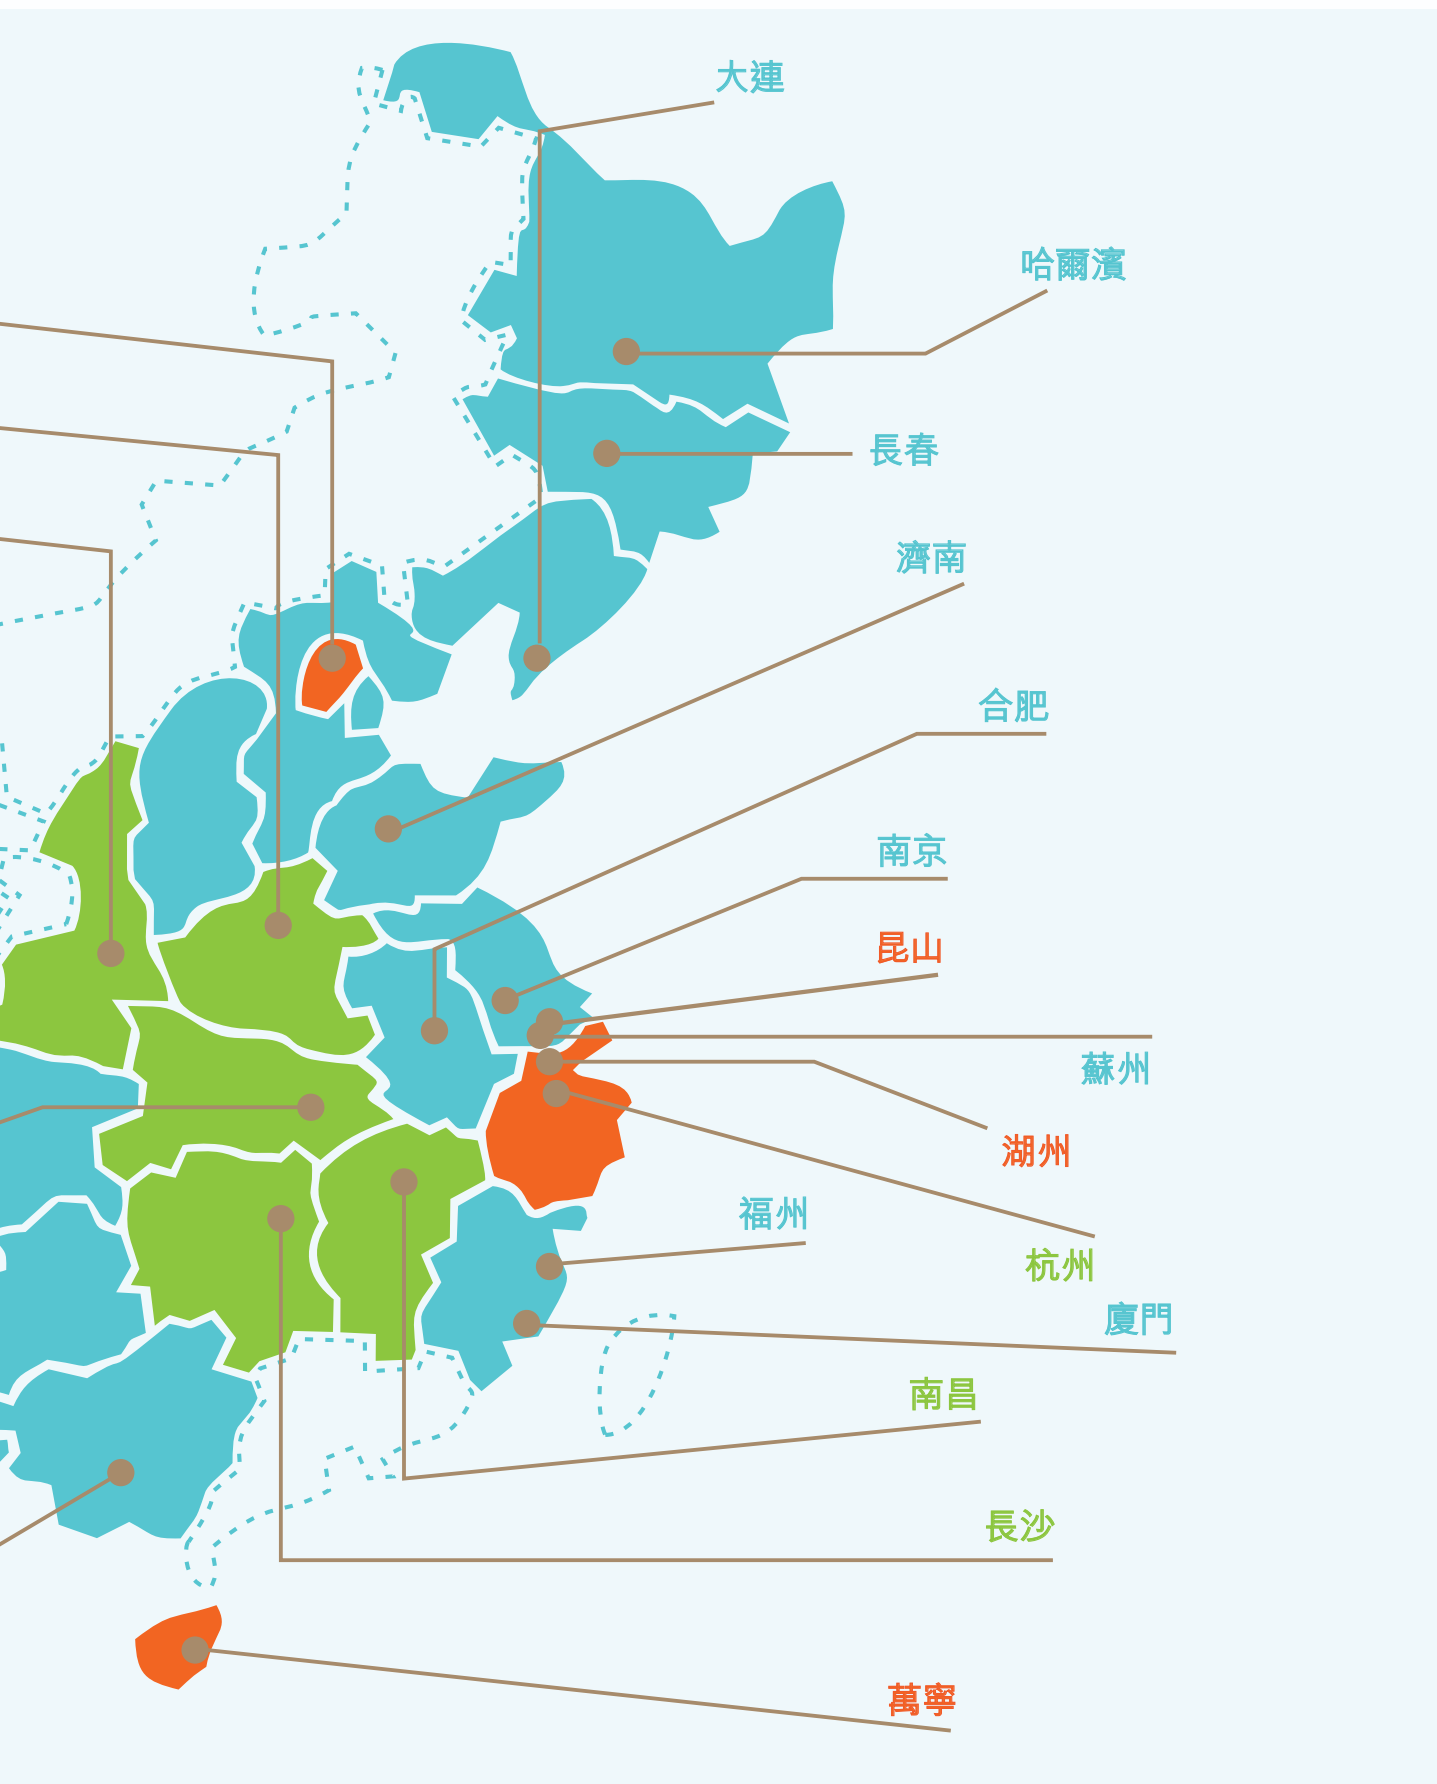 大連
哈爾濱
長春
濟南
合肥
南京
昆山
蘇州
湖州
福州
杭州
廈門
南昌
長沙
萬寧